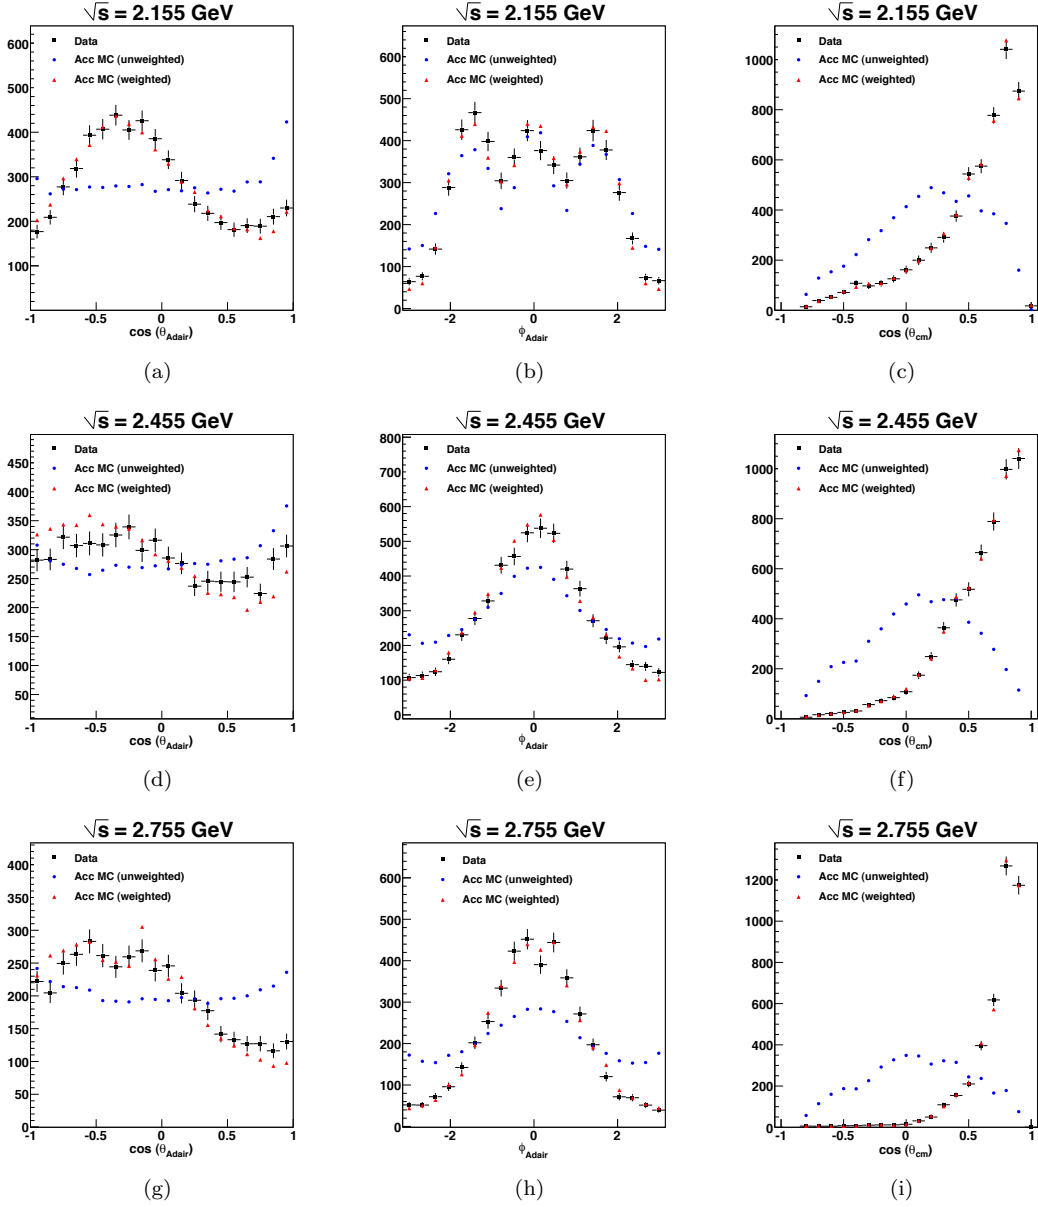 √s = 2.155 GeV
Data
Acc MC (unweighted)
Acc MC (weighted)
600
500
400
300
200
100
-1 -0.5 0 0.5 1
cos (θAdair)
(a)
√s = 2.155 GeV
Data
Acc MC (unweighted)
Acc MC (weighted)
600
500
400
300
200
100
0
-2 0 2
ϕAdair
(b)
√s = 2.155 GeV
Data
Acc MC (unweighted)
Acc MC (weighted)
1000
800
600
400
200
0
-1 -0.5 0 0.5 1
cos (θcm)
(c)
√s = 2.455 GeV
Data
Acc MC (unweighted)
Acc MC (weighted)
450
400
350
300
250
200
150
100
50
-1 -0.5 0 0.5 1
cos (θAdair)
(d)
√s = 2.455 GeV
Data
Acc MC (unweighted)
Acc MC (weighted)
800
700
600
500
400
300
200
100
0
-2 0 2
ϕAdair
(e)
√s = 2.455 GeV
Data
Acc MC (unweighted)
Acc MC (weighted)
1000
800
600
400
200
0
-1 -0.5 0 0.5 1
cos (θcm)
(f)
√s = 2.755 GeV
Data
Acc MC (unweighted)
Acc MC (weighted)
400
350
300
250
200
150
100
50
0
-1 -0.5 0 0.5 1
cos (θAdair)
(g)
√s = 2.755 GeV
Data
Acc MC (unweighted)
Acc MC (weighted)
600
500
400
300
200
100
0
-2 0 2
ϕAdair
(h)
√s = 2.755 GeV
Data
Acc MC (unweighted)
Acc MC (weighted)
1200
1000
800
600
400
200
0
-1 -0.5 0 0.5 1
cos (θcm)
(i)